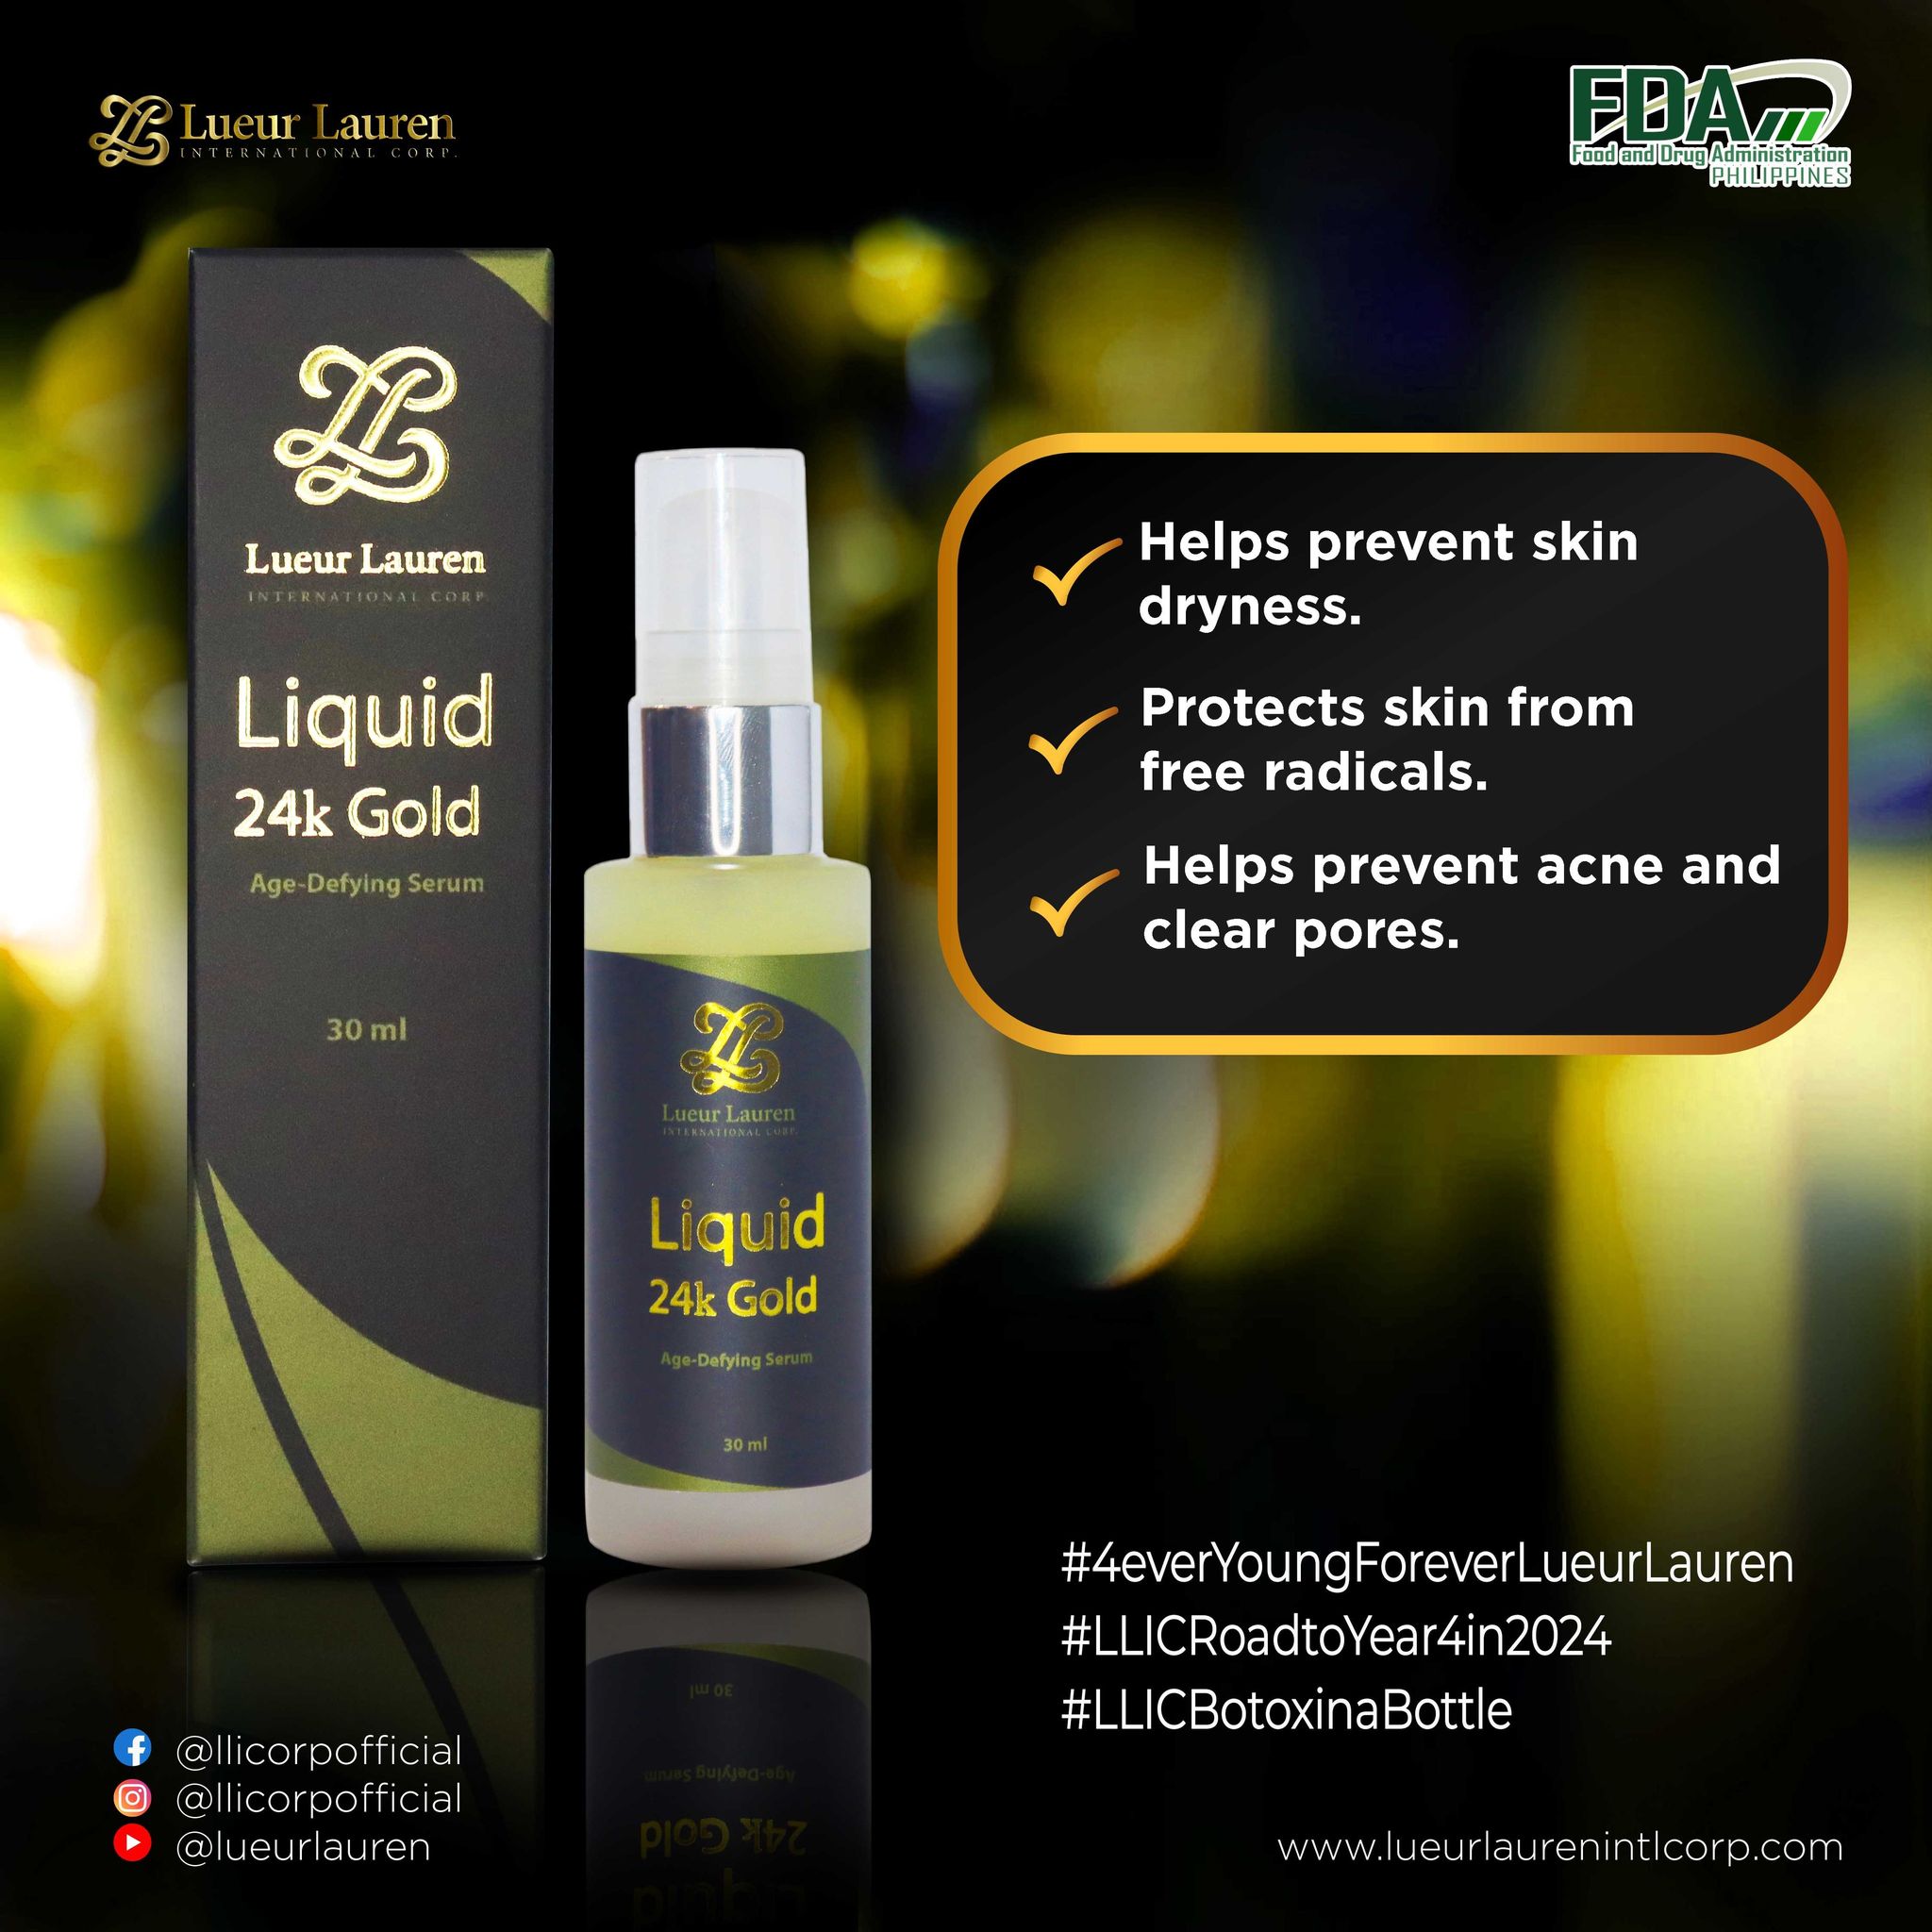 Lueur Lauren
INTERNATIONAL CORP.
FDA
Food and Drug Administration
PHILIPPINES
Lueur Lauren
INTERNATIONAL CORP.
Liquid
24k Gold
Age-Defying Serum
30 ml
Lueur Lauren
INTERNATIONAL CORP.
Liquid
24k Gold
Age-Defying Serum
30 ml
Helps prevent skin
dryness.
Protects skin from
free radicals.
Helps prevent acne and
clear pores.
#4everYoungForeverLueurLauren
#LLICRoadtoYear4in2024
#LLICBotoxinaBottle
@llicorpofficial
@llicorpofficial
@lueurlauren
www.lueurlaurenintlcorp.com